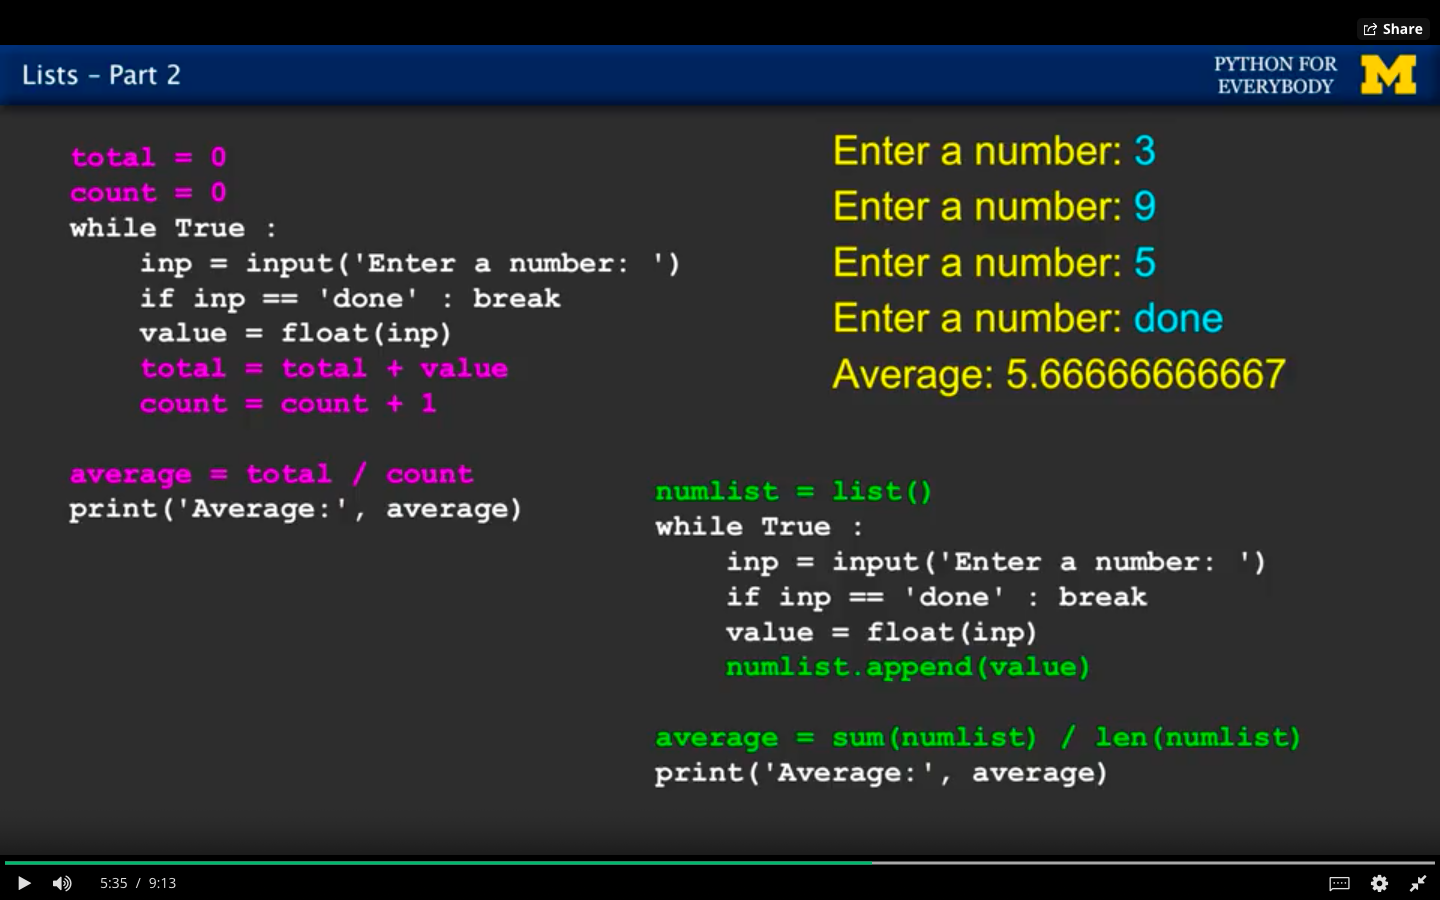 Share
Lists – Part 2
PYTHON FOR
EVERYBODY
M
total = 0
count = 0
while True :
    inp = input('Enter a number: ')
    if inp == 'done' : break
    value = float(inp)
    total = total + value
    count = count + 1
average = total / count
print('Average:', average)
Enter a number: 3
Enter a number: 9
Enter a number: 5
Enter a number: done
Average: 5.66666666667
numlist = list()
while True :
    inp = input('Enter a number: ')
    if inp == 'done' : break
    value = float(inp)
    numlist.append(value)
average = sum(numlist) / len(numlist)
print('Average:', average)
5:35 / 9:13